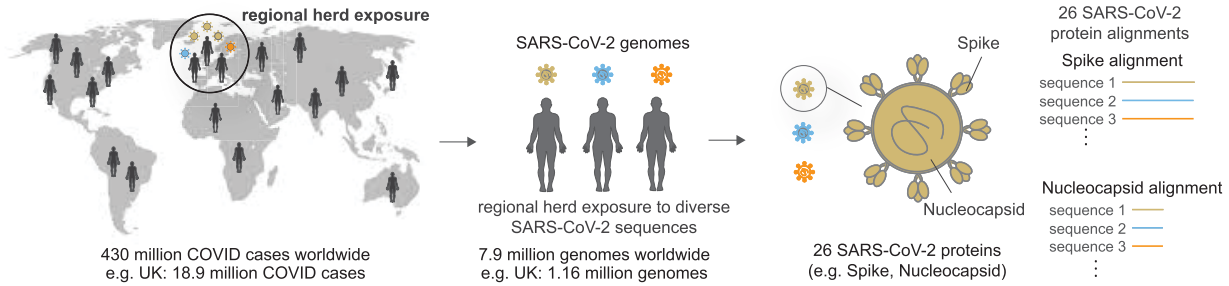 regional herd exposure
430 million COVID cases worldwide
e.g. UK: 18.9 million COVID cases
SARS-CoV-2 genomes
regional herd exposure to diverse
SARS-CoV-2 sequences
7.9 million genomes worldwide
e.g. UK: 1.16 million genomes
Spike
Nucleocapsid
26 SARS-CoV-2 proteins
(e.g. Spike, Nucleocapsid)
26 SARS-CoV-2
protein alignments
Spike alignment
sequence 1
sequence 2
sequence 3
⋮
Nucleocapsid alignment
sequence 1
sequence 2
sequence 3
⋮